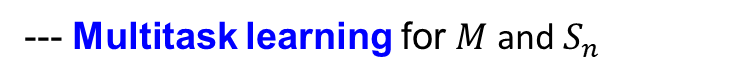 --- Multitask learning for M and Sₙ